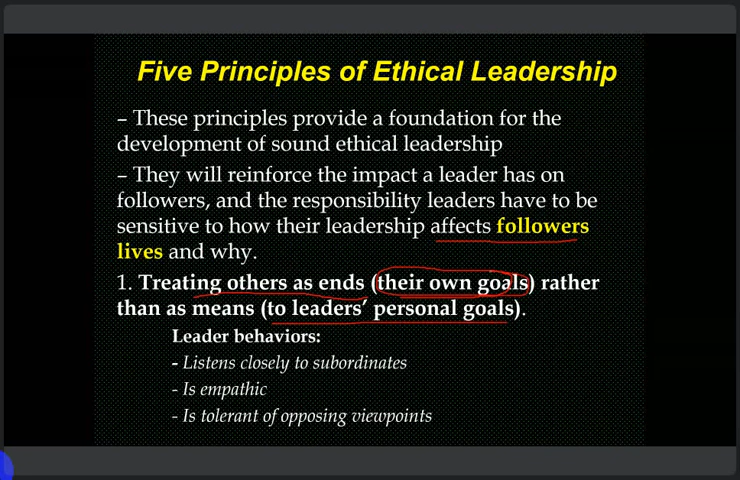 Five Principles of Ethical Leadership
– These principles provide a foundation for the
development of sound ethical leadership
– They will reinforce the impact a leader has on
followers, and the responsibility leaders have to be
sensitive to how their leadership affects followers
lives and why.
1. Treating others as ends (their own goals) rather
than as means (to leaders’ personal goals).
Leader behaviors:
- Listens closely to subordinates
- Is empathic
- Is tolerant of opposing viewpoints